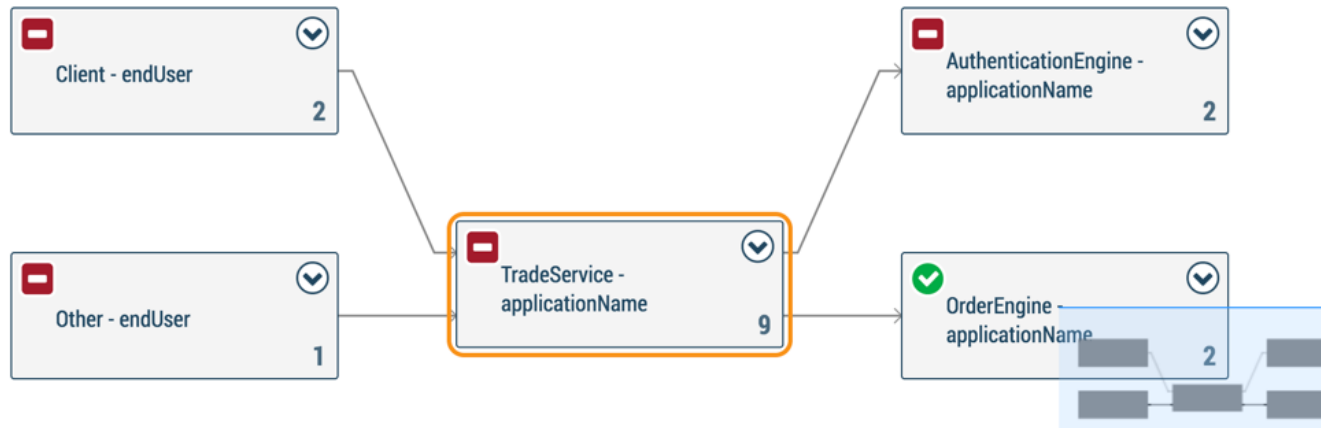 Client - endUser
2
AuthenticationEngine -
applicationName
2
TradeService -
applicationName
9
Other - endUser
1
OrderEngine -
applicationName
2